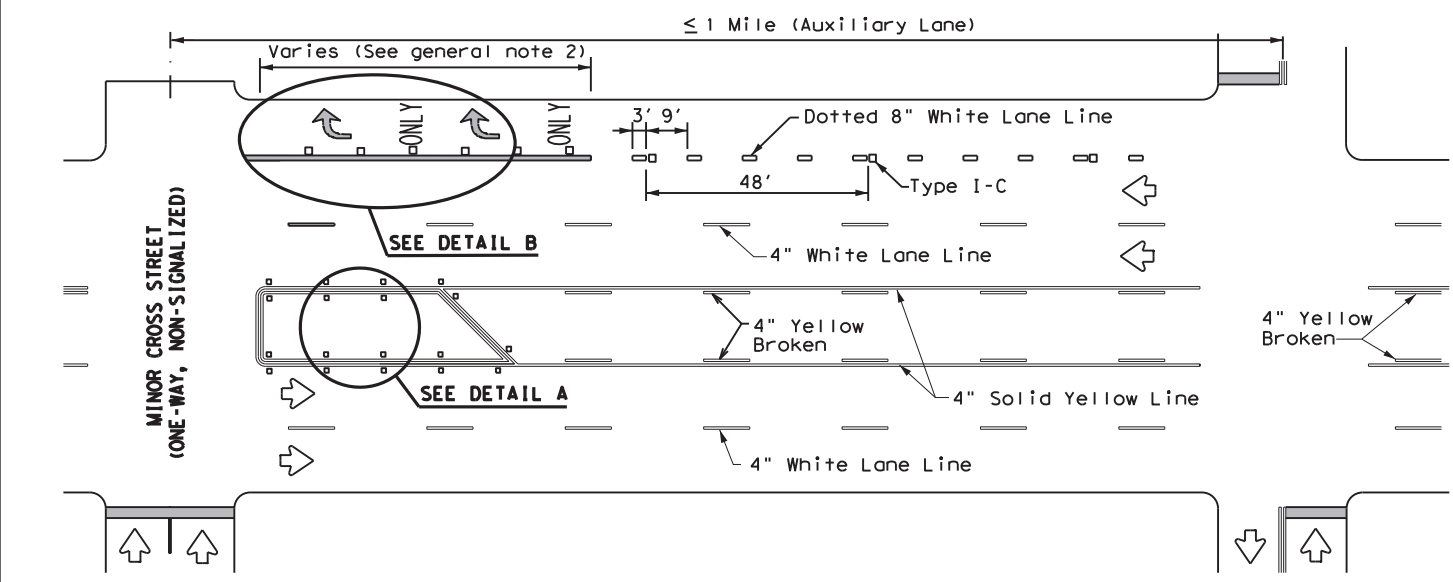 ≤ 1 Mile (Auxiliary Lane)
Varies (See general note 2)
ONLY
ONLY
3' 9'
Dotted 8" White Lane Line
48'
Type I-C
SEE DETAIL B
4" White Lane Line
MINOR CROSS STREET
(ONE-WAY, NON-SIGNALIZED)
4" Yellow
Broken
4" Yellow
Broken
SEE DETAIL A
4" Solid Yellow Line
4" White Lane Line